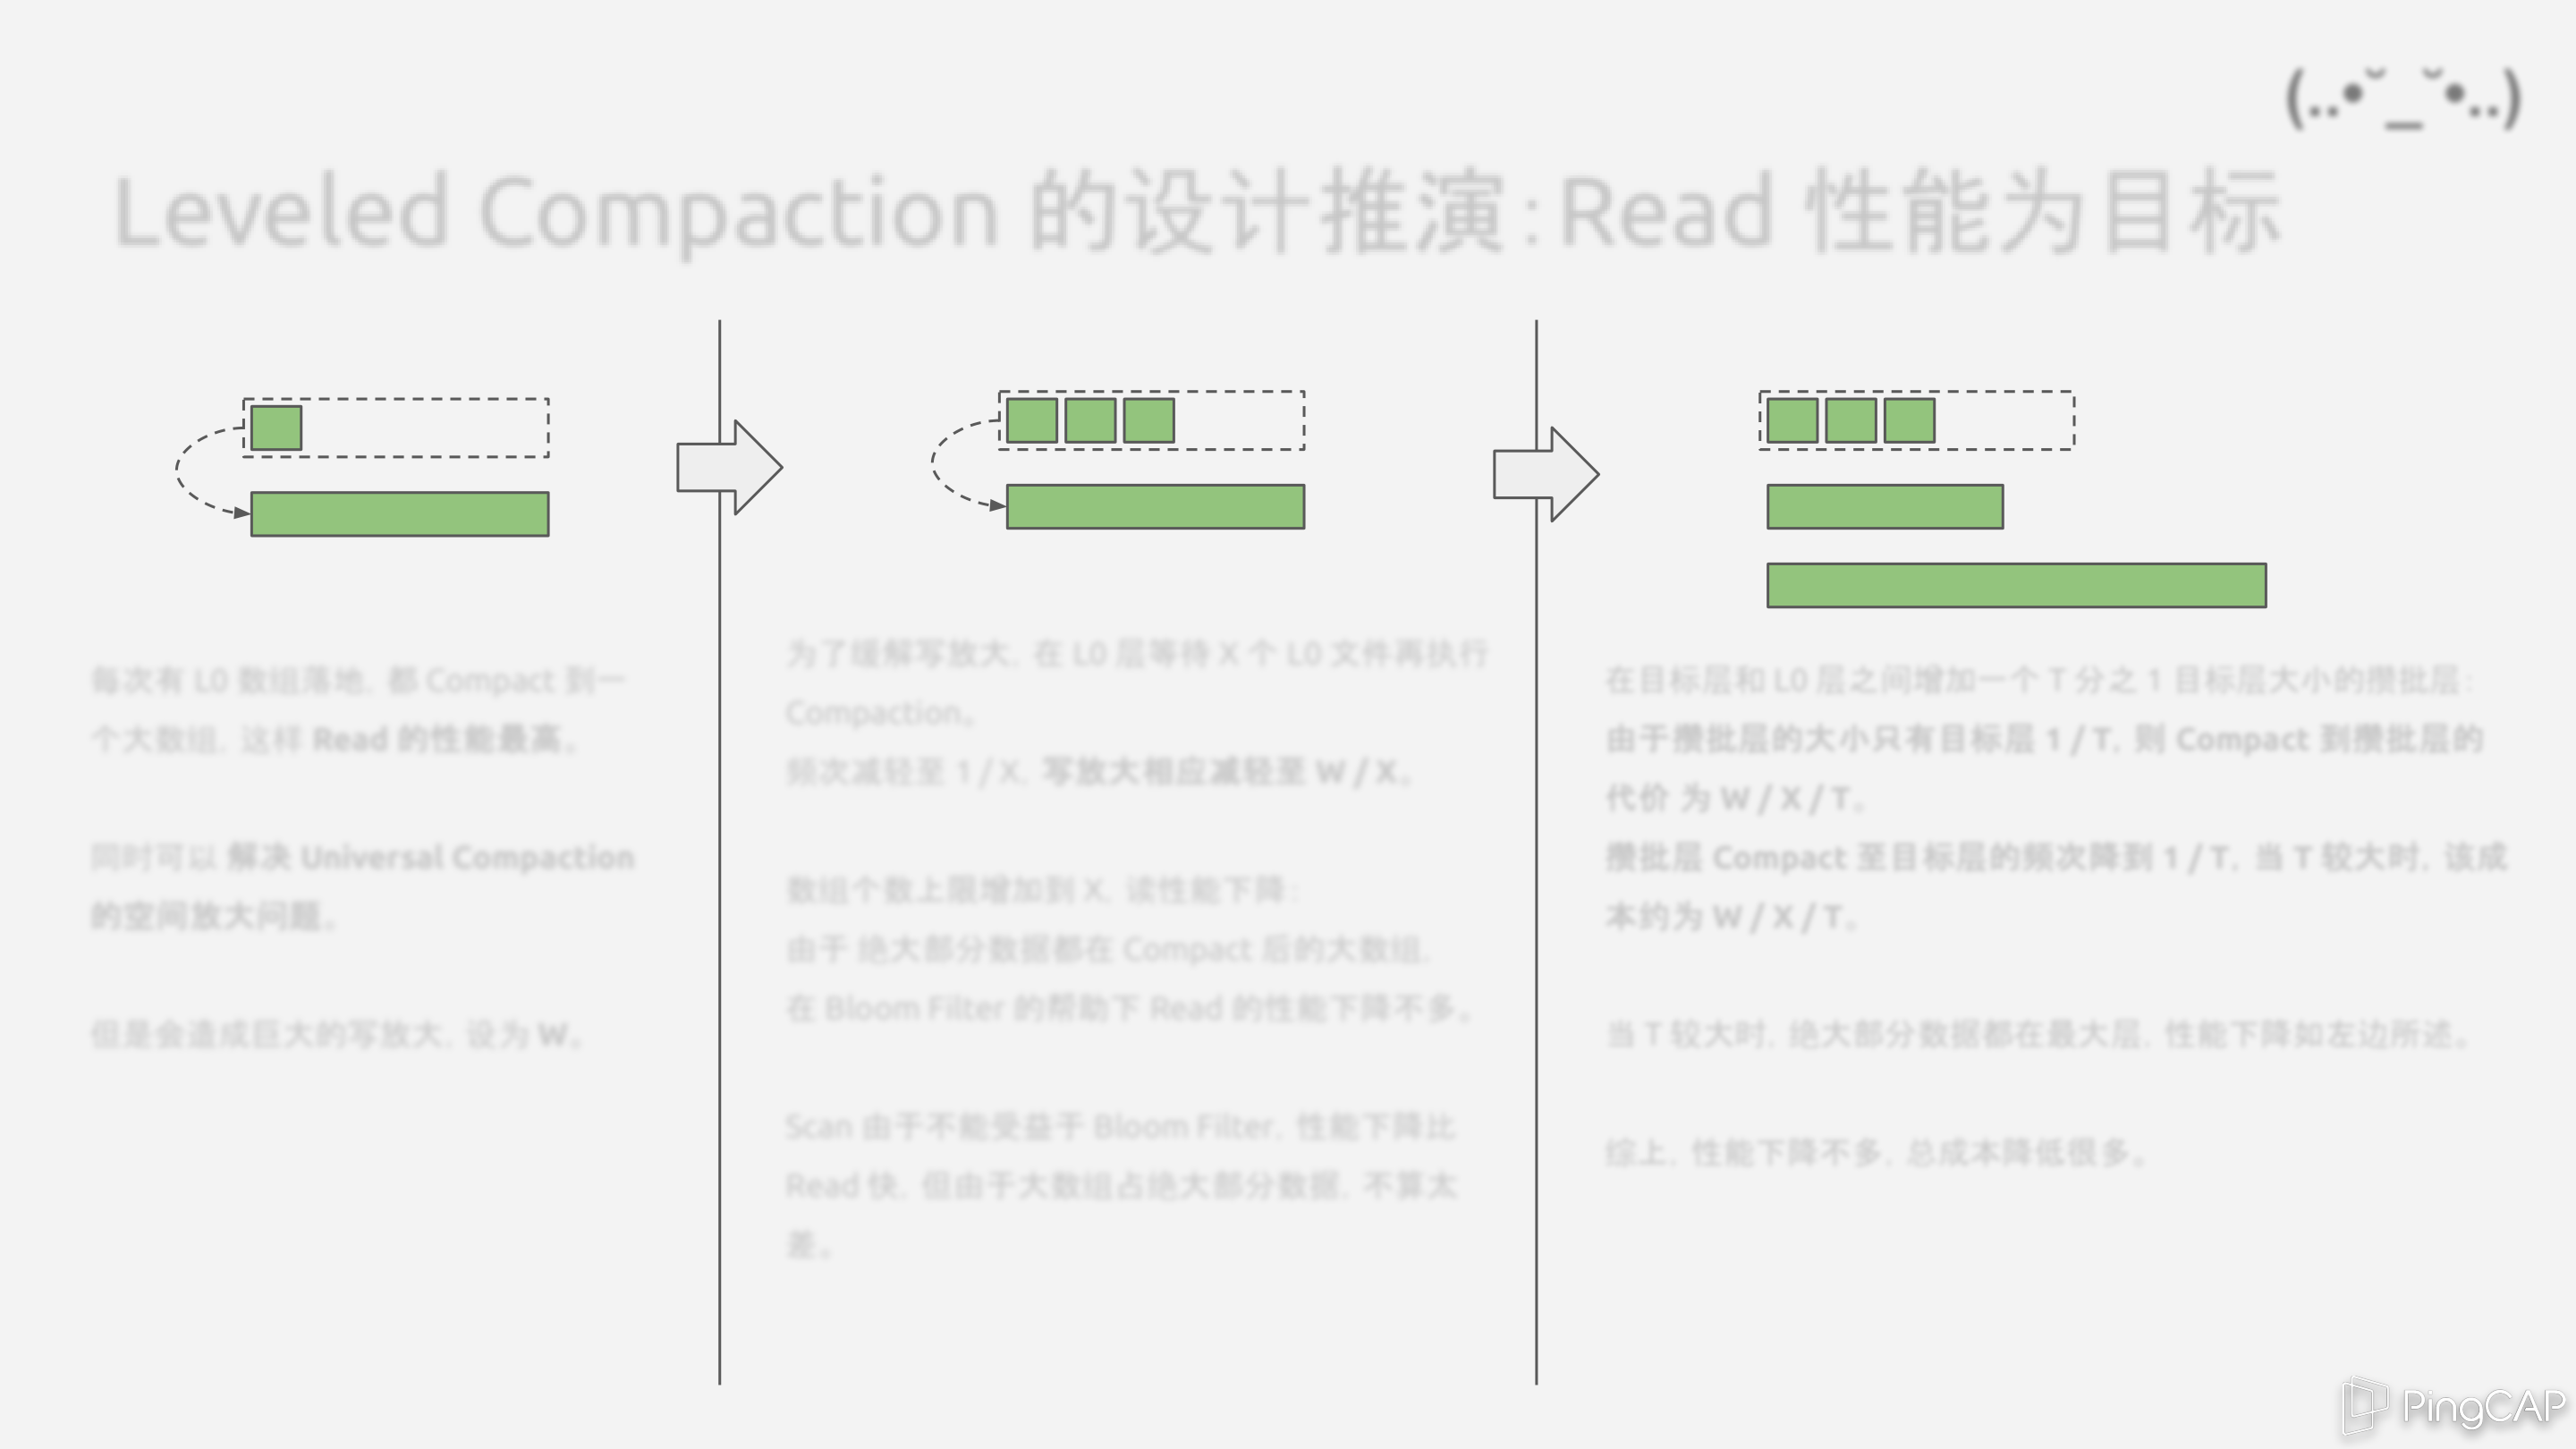 (..•˘_˘•..)
Leveled Compaction 的设计推演：Read 性能为目标
每次有 L0 数组落地，都 Compact 到一
个大数组，这样 Read 的性能最高。
同时可以 解决 Universal Compaction
的空间放大问题。
但是会造成巨大的写放大，设为 W。
为了缓解写放大，在 L0 层等待 X 个 L0 文件再执行
Compaction。
频次减轻至 1 / X，写放大相应减轻至 W / X。
数组个数上限增加到 X，读性能下降：
由于 绝大部分数据都在 Compact 后的大数组，
在 Bloom Filter 的帮助下 Read 的性能下降不多。
Scan 由于不能受益于 Bloom Filter，性能下降比
Read 快，但由于大数组占绝大部分数据，不算太
差。
在目标层和 L0 层之间增加一个 T 分之 1 目标层大小的攒批层：
由于攒批层的大小只有目标层 1 / T，则 Compact 到攒批层的
代价 为 W / X / T。
攒批层 Compact 至目标层的频次降到 1 / T，当 T 较大时，该成
本约为 W / X / T。
当 T 较大时，绝大部分数据都在最大层，性能下降如左边所述。
综上，性能下降不多，总成本降低很多。
PingCAP